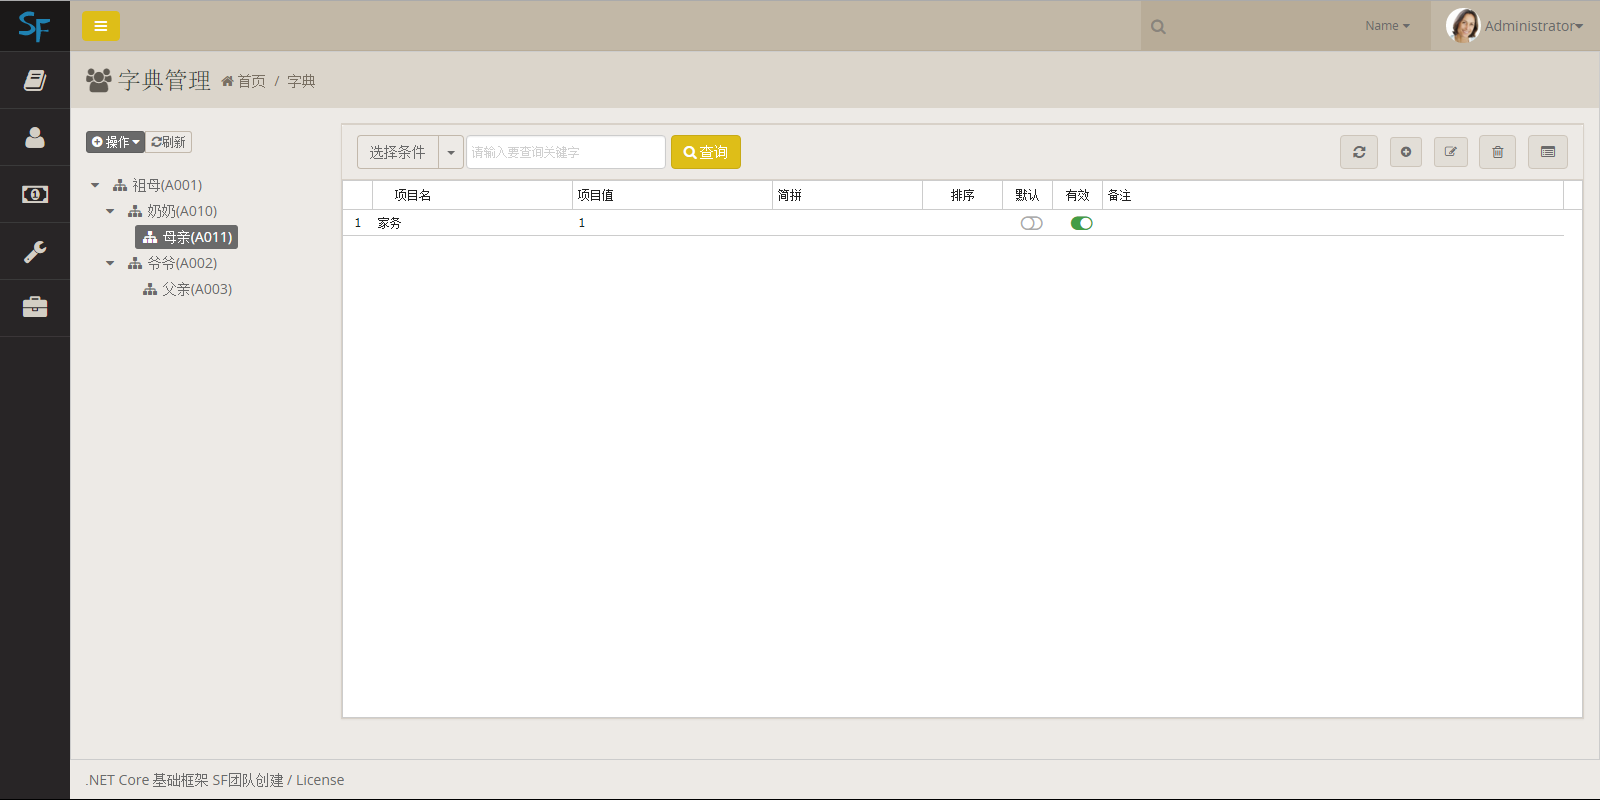 SF
Name
Administrator
字典管理 首页 / 字典
操作 刷新
祖母(A001)
奶奶(A010)
母亲(A011)
爷爷(A002)
父亲(A003)
选择条件 请输入要查询关键字 查询
项目名 项目值 简拼 排序 默认 有效 备注
1 家务 1
.NET Core 基础框架 SF团队创建 / License